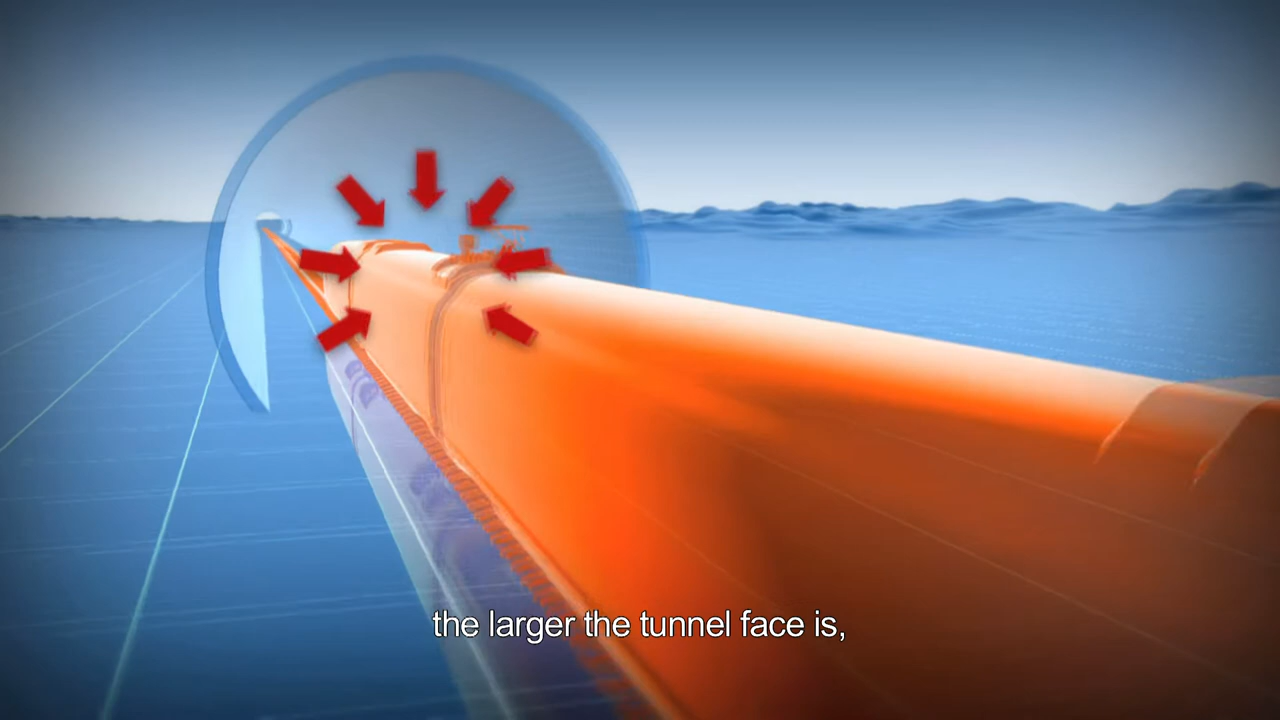 the larger the tunnel face is,